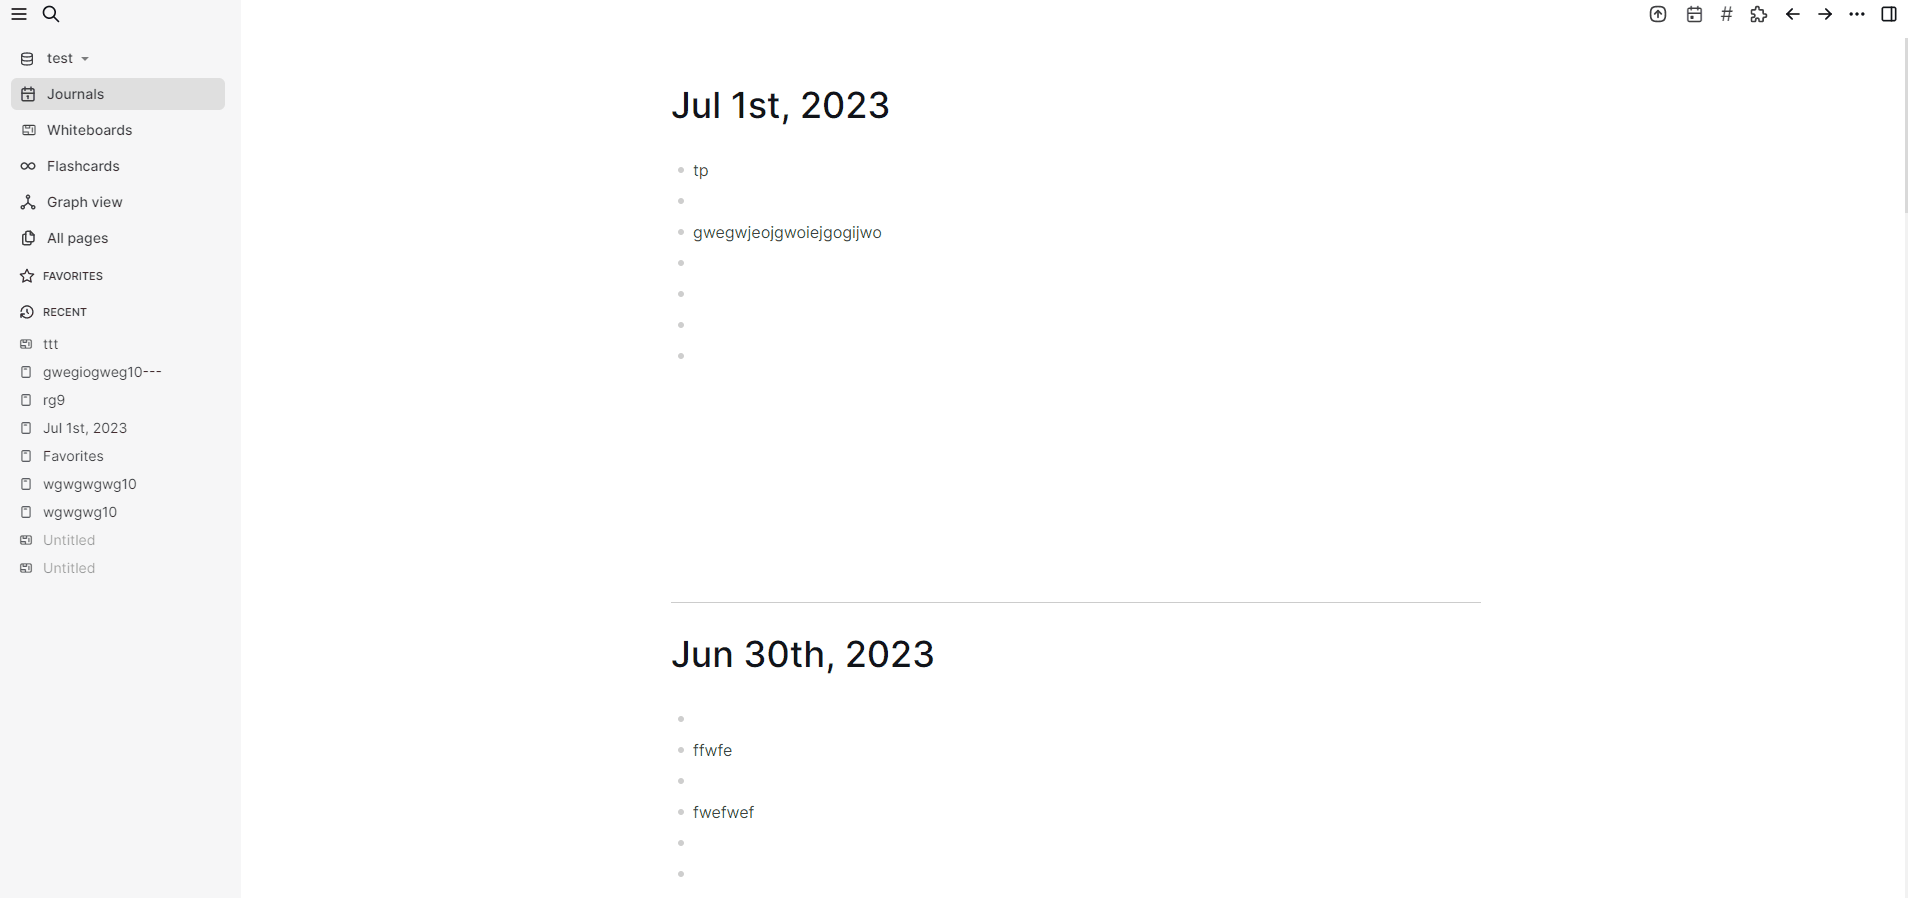 test
Journals
Whiteboards
Flashcards
Graph view
All pages
FAVORITES
RECENT
ttt
gwegiogweg10---
rg9
Jul 1st, 2023
Favorites
wgwgwgwg10
wgwgwg10
Untitled
Untitled
#
Jul 1st, 2023
tp
gwegwjeojgwoiejgogijwo
Jun 30th, 2023
ffwfe
fwefwef